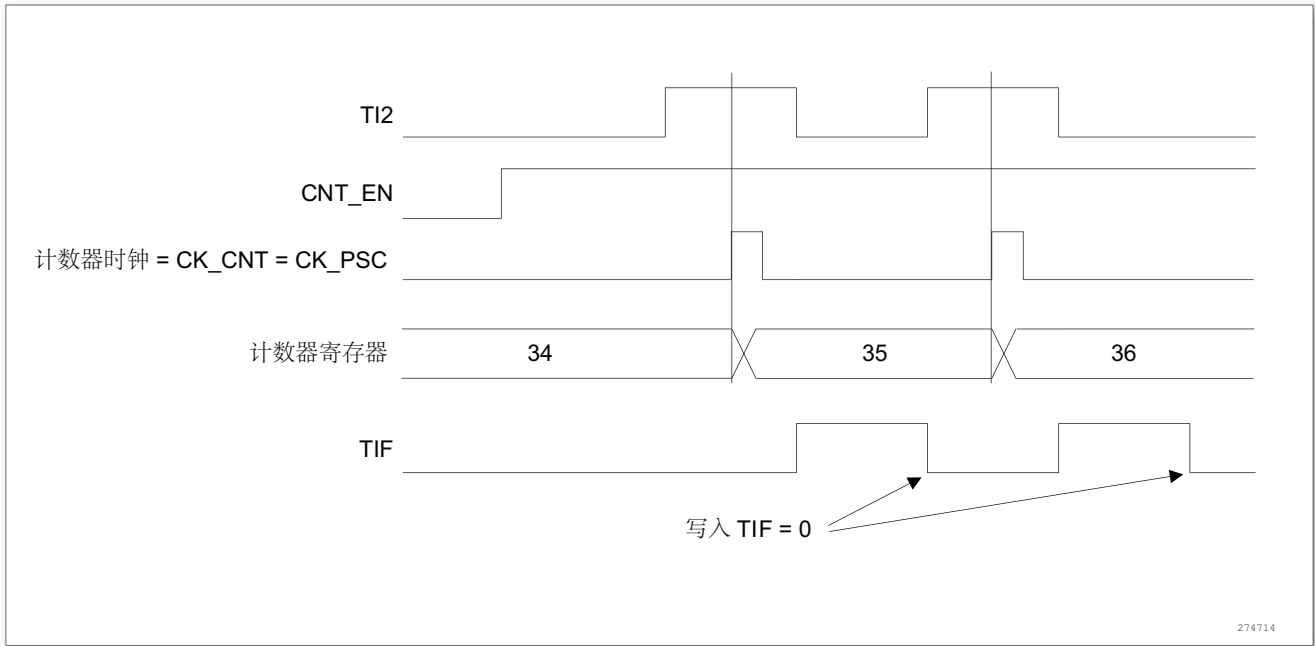 TI2
CNT_EN
计数器时钟 = CK_CNT = CK_PSC
计数器寄存器 34 35 36
TIF
写入 TIF = 0
274714